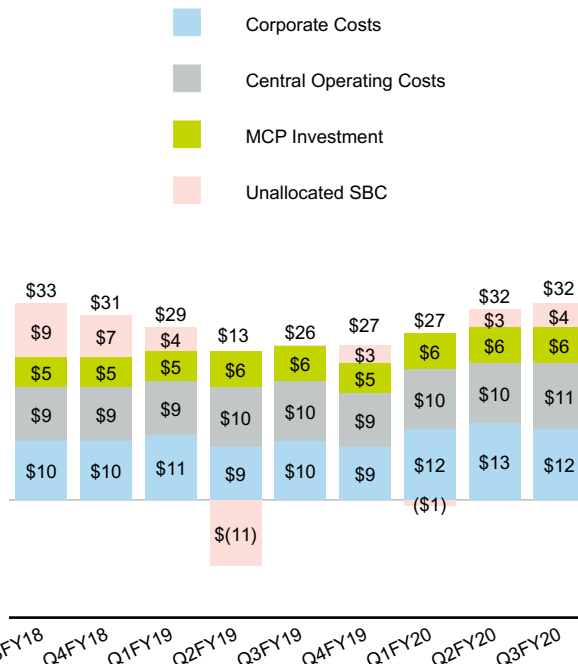 Corporate Costs
Central Operating Costs
MCP Investment
Unallocated SBC
$33 $31 $29 $13 $26 $27 $27 $32 $32
$9 $7 $4 $3 $3 $4
$5 $5 $5 $6 $6 $5 $6 $6 $6
$9 $9 $9 $10 $10 $9 $10 $10 $11
$10 $10 $11 $9 $10 $9 $12 $13 $12
$(11) ($1)
Q4FY18 Q1FY19 Q2FY19 Q3FY19 Q4FY19 Q1FY20 Q2FY20 Q3FY20